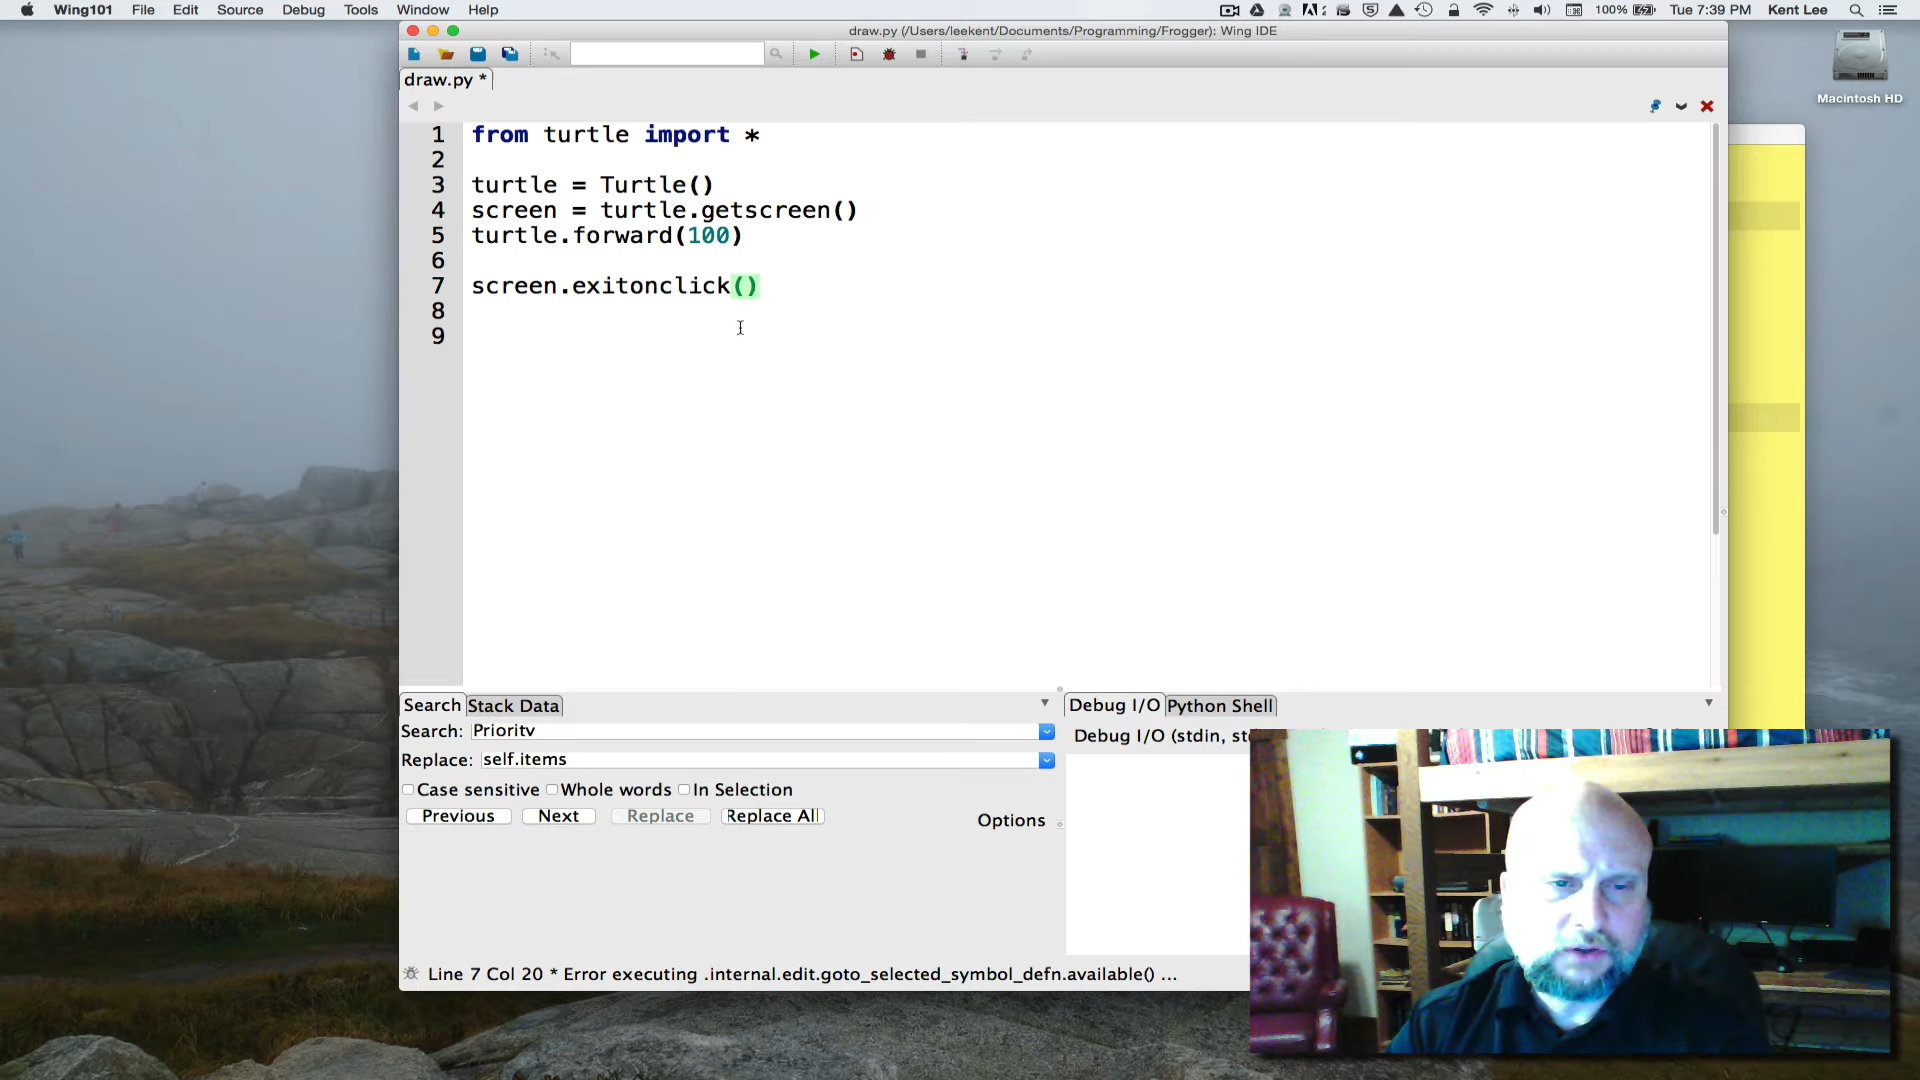 Wing101 File Edit Source Debug Tools Window Help
100% Tue 7:39 PM Kent Lee
draw.py (/Users/leekent/Documents/Programming/Frogger): Wing IDE
Macintosh HD
draw.py *
1 from turtle import *
2
3 turtle = Turtle()
4 screen = turtle.getscreen()
5 turtle.forward(100)
6
7 screen.exitonclick()
8
9
Search Stack Data
Debug I/O Python Shell
Search: Priority
Debug I/O (stdin, st
Replace: self.items
Case sensitive Whole words In Selection
Previous Next Replace Replace All
Options
Line 7 Col 20 * Error executing .internal.edit.goto_selected_symbol_defn.available() ...